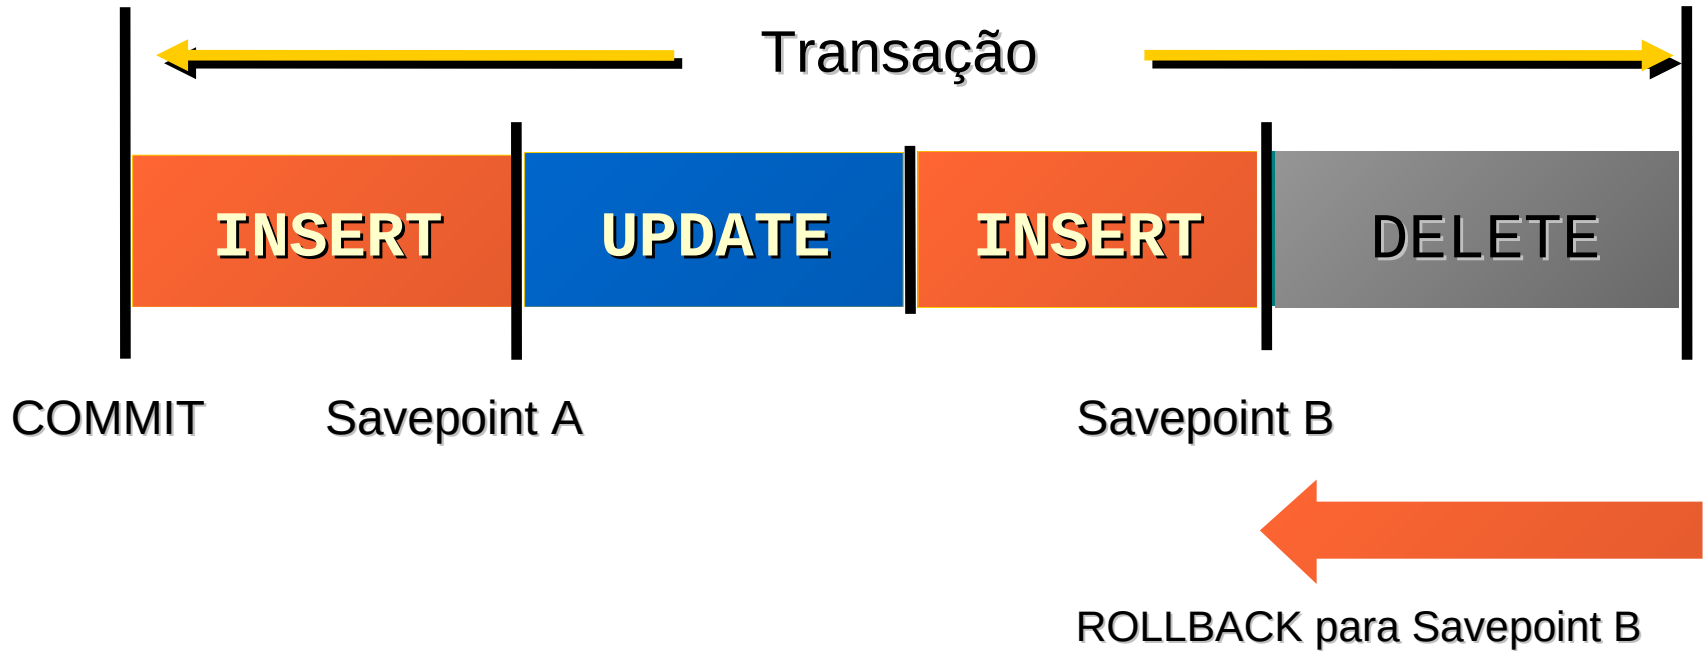 Transação
INSERT UPDATE INSERT DELETE
COMMIT Savepoint A Savepoint B
ROLLBACK para Savepoint B